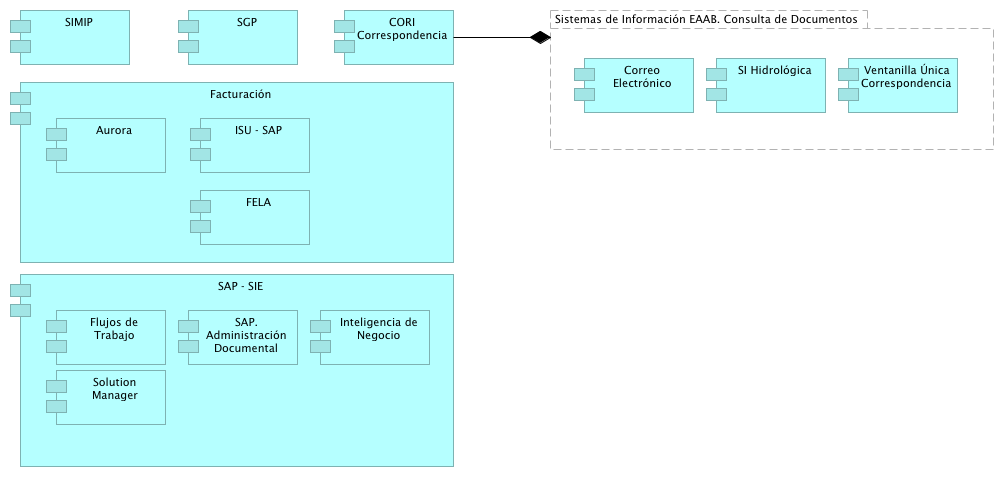 SIMIP
SGP
CORI
Correspondencia
Sistemas de Información EAAB. Consulta de Documentos
Correo
Electrónico
SI Hidrológica
Ventanilla Única
Correspondencia
Facturación
Aurora
ISU - SAP
FELA
SAP - SIE
Flujos de
Trabajo
SAP.
Administración
Documental
Inteligencia de
Negocio
Solution
Manager